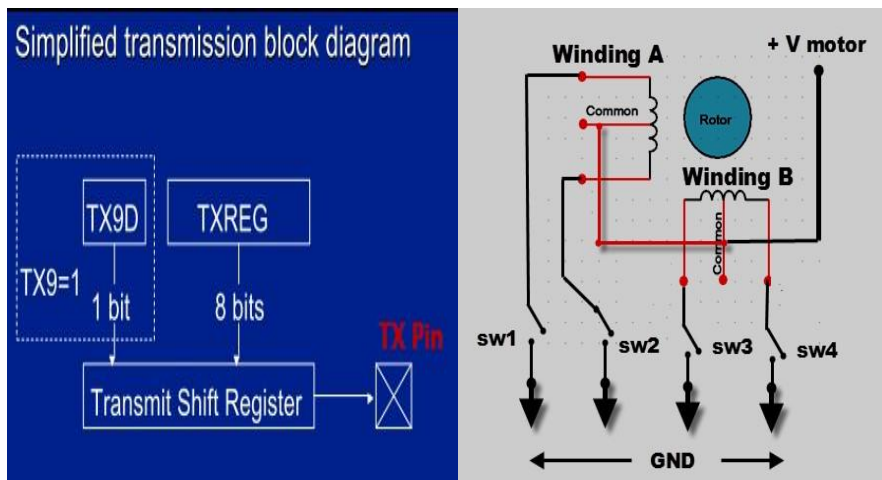 Simplified transmission block diagram
TX9D
TXREG
TX9=1
1 bit
8 bits
TX Pin
Transmit Shift Register
Winding A
+ V motor
Common
Rotor
Winding B
Common
sw1
sw2
sw3
sw4
GND